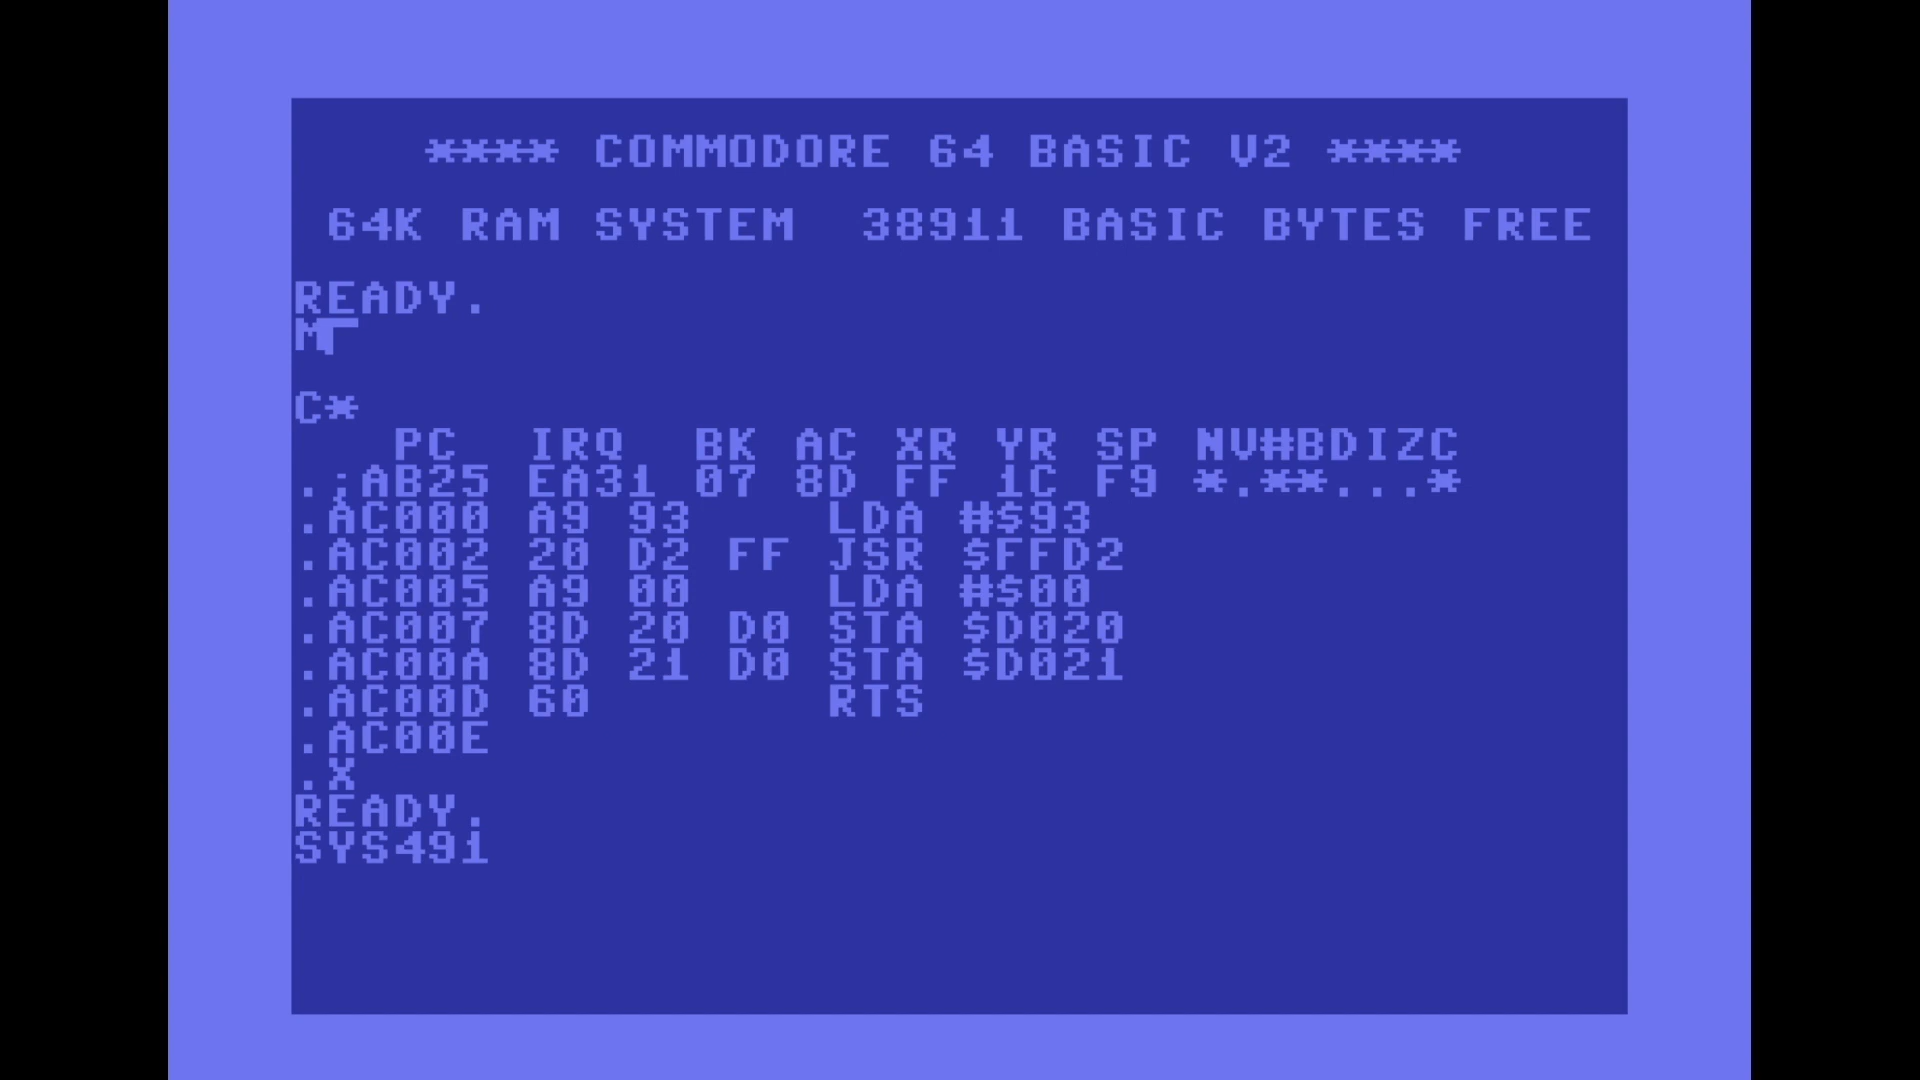 **** COMMODORE 64 BASIC V2 ****
64K RAM SYSTEM  38911 BASIC BYTES FREE
READY.
M
C*
PC  IRQ  BK AC XR YR SP NV#BDIZC
.;AB25 EA31 07 8D FF 1C F9 *.**...*
.AC000 A9 93    LDA #$93
.AC002 20 D2 FF JSR $FFD2
.AC005 A9 00    LDA #$00
.AC007 8D 20 D0 STA $D020
.AC00A 8D 21 D0 STA $D021
.AC00D 60       RTS
.AC00E
.X
READY.
SYS491